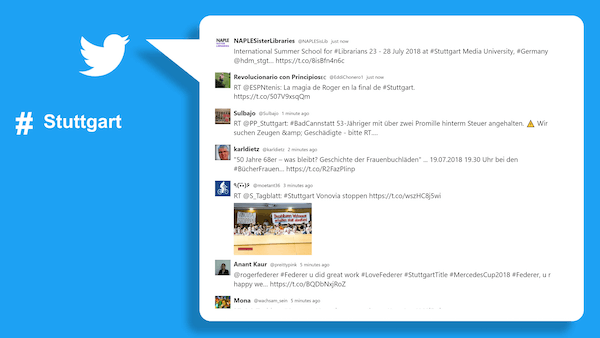 NAPLESisterLibraries @NAPLESisLib just now
International Summer School for #Librarians 23 - 28 July 2018 at #Stuttgart Media University, #Germany
@hdm_stgt... https://t.co/8isBfn4n6c
Revolucionario con Principios @EddiChonero1 just now
RT @ESPNtenis: La magia de Roger en la final de #Stuttgart.
https://t.co/507V9xsqQm
Sulbajo @Sulbajo 1 minute ago
RT @PP_Stuttgart: #BadCannstatt 53-Jähriger mit über zwei Promille hinterm Steuer angehalten. ⚠ Wir
suchen Zeugen &amp; Geschädigte - bitte RT....
# Stuttgart
karldietz @karldietz 2 minutes ago
"50 Jahre 68er – was bleibt? Geschichte der Frauenbuchläden" ... 19.07.2018 19.30 Uhr bei den
#BücherFrauen... https://t.co/R2FazPlinp
@moetant36 3 minutes ago
RT @S_Tagblatt: #Stuttgart Vonovia stoppen https://t.co/wszHC8j5wi
Anant Kaur @prettypink 5 minutes ago
@rogerfederer #Federer u did great work #LoveFederer #StuttgartTitle #MercedesCup2018 #Federer, u r
happy we... https://t.co/8QDbNxjRoZ
Mona @wachsam_sein 5 minutes ago